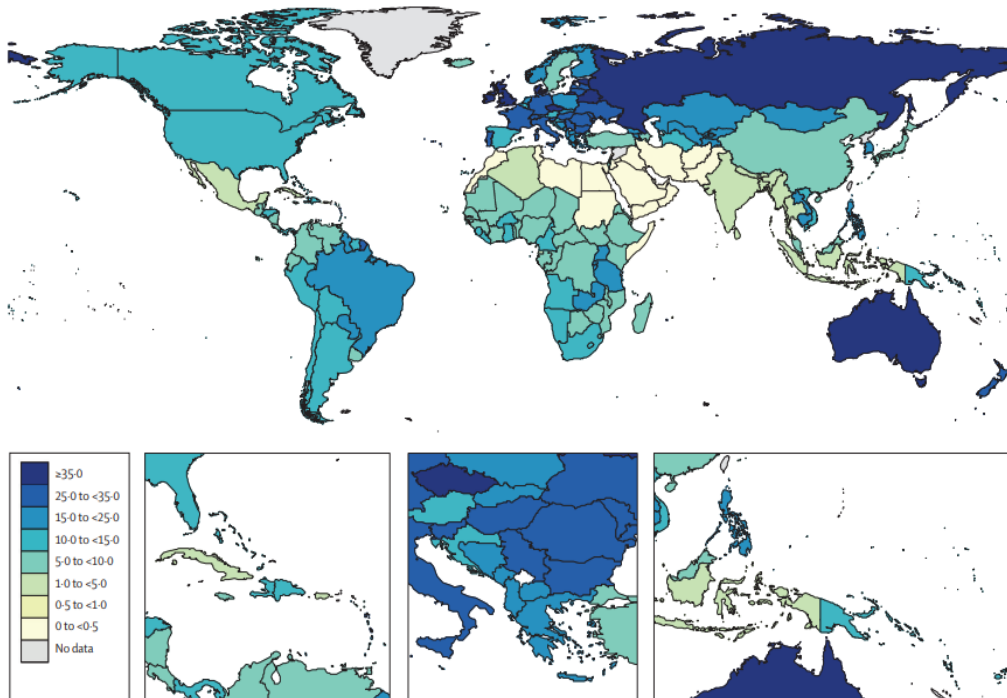 ≥35·0
25·0 to <35·0
15·0 to <25·0
10·0 to <15·0
5·0 to <10·0
1·0 to <5·0
0·5 to <1·0
0 to <0·5
No data